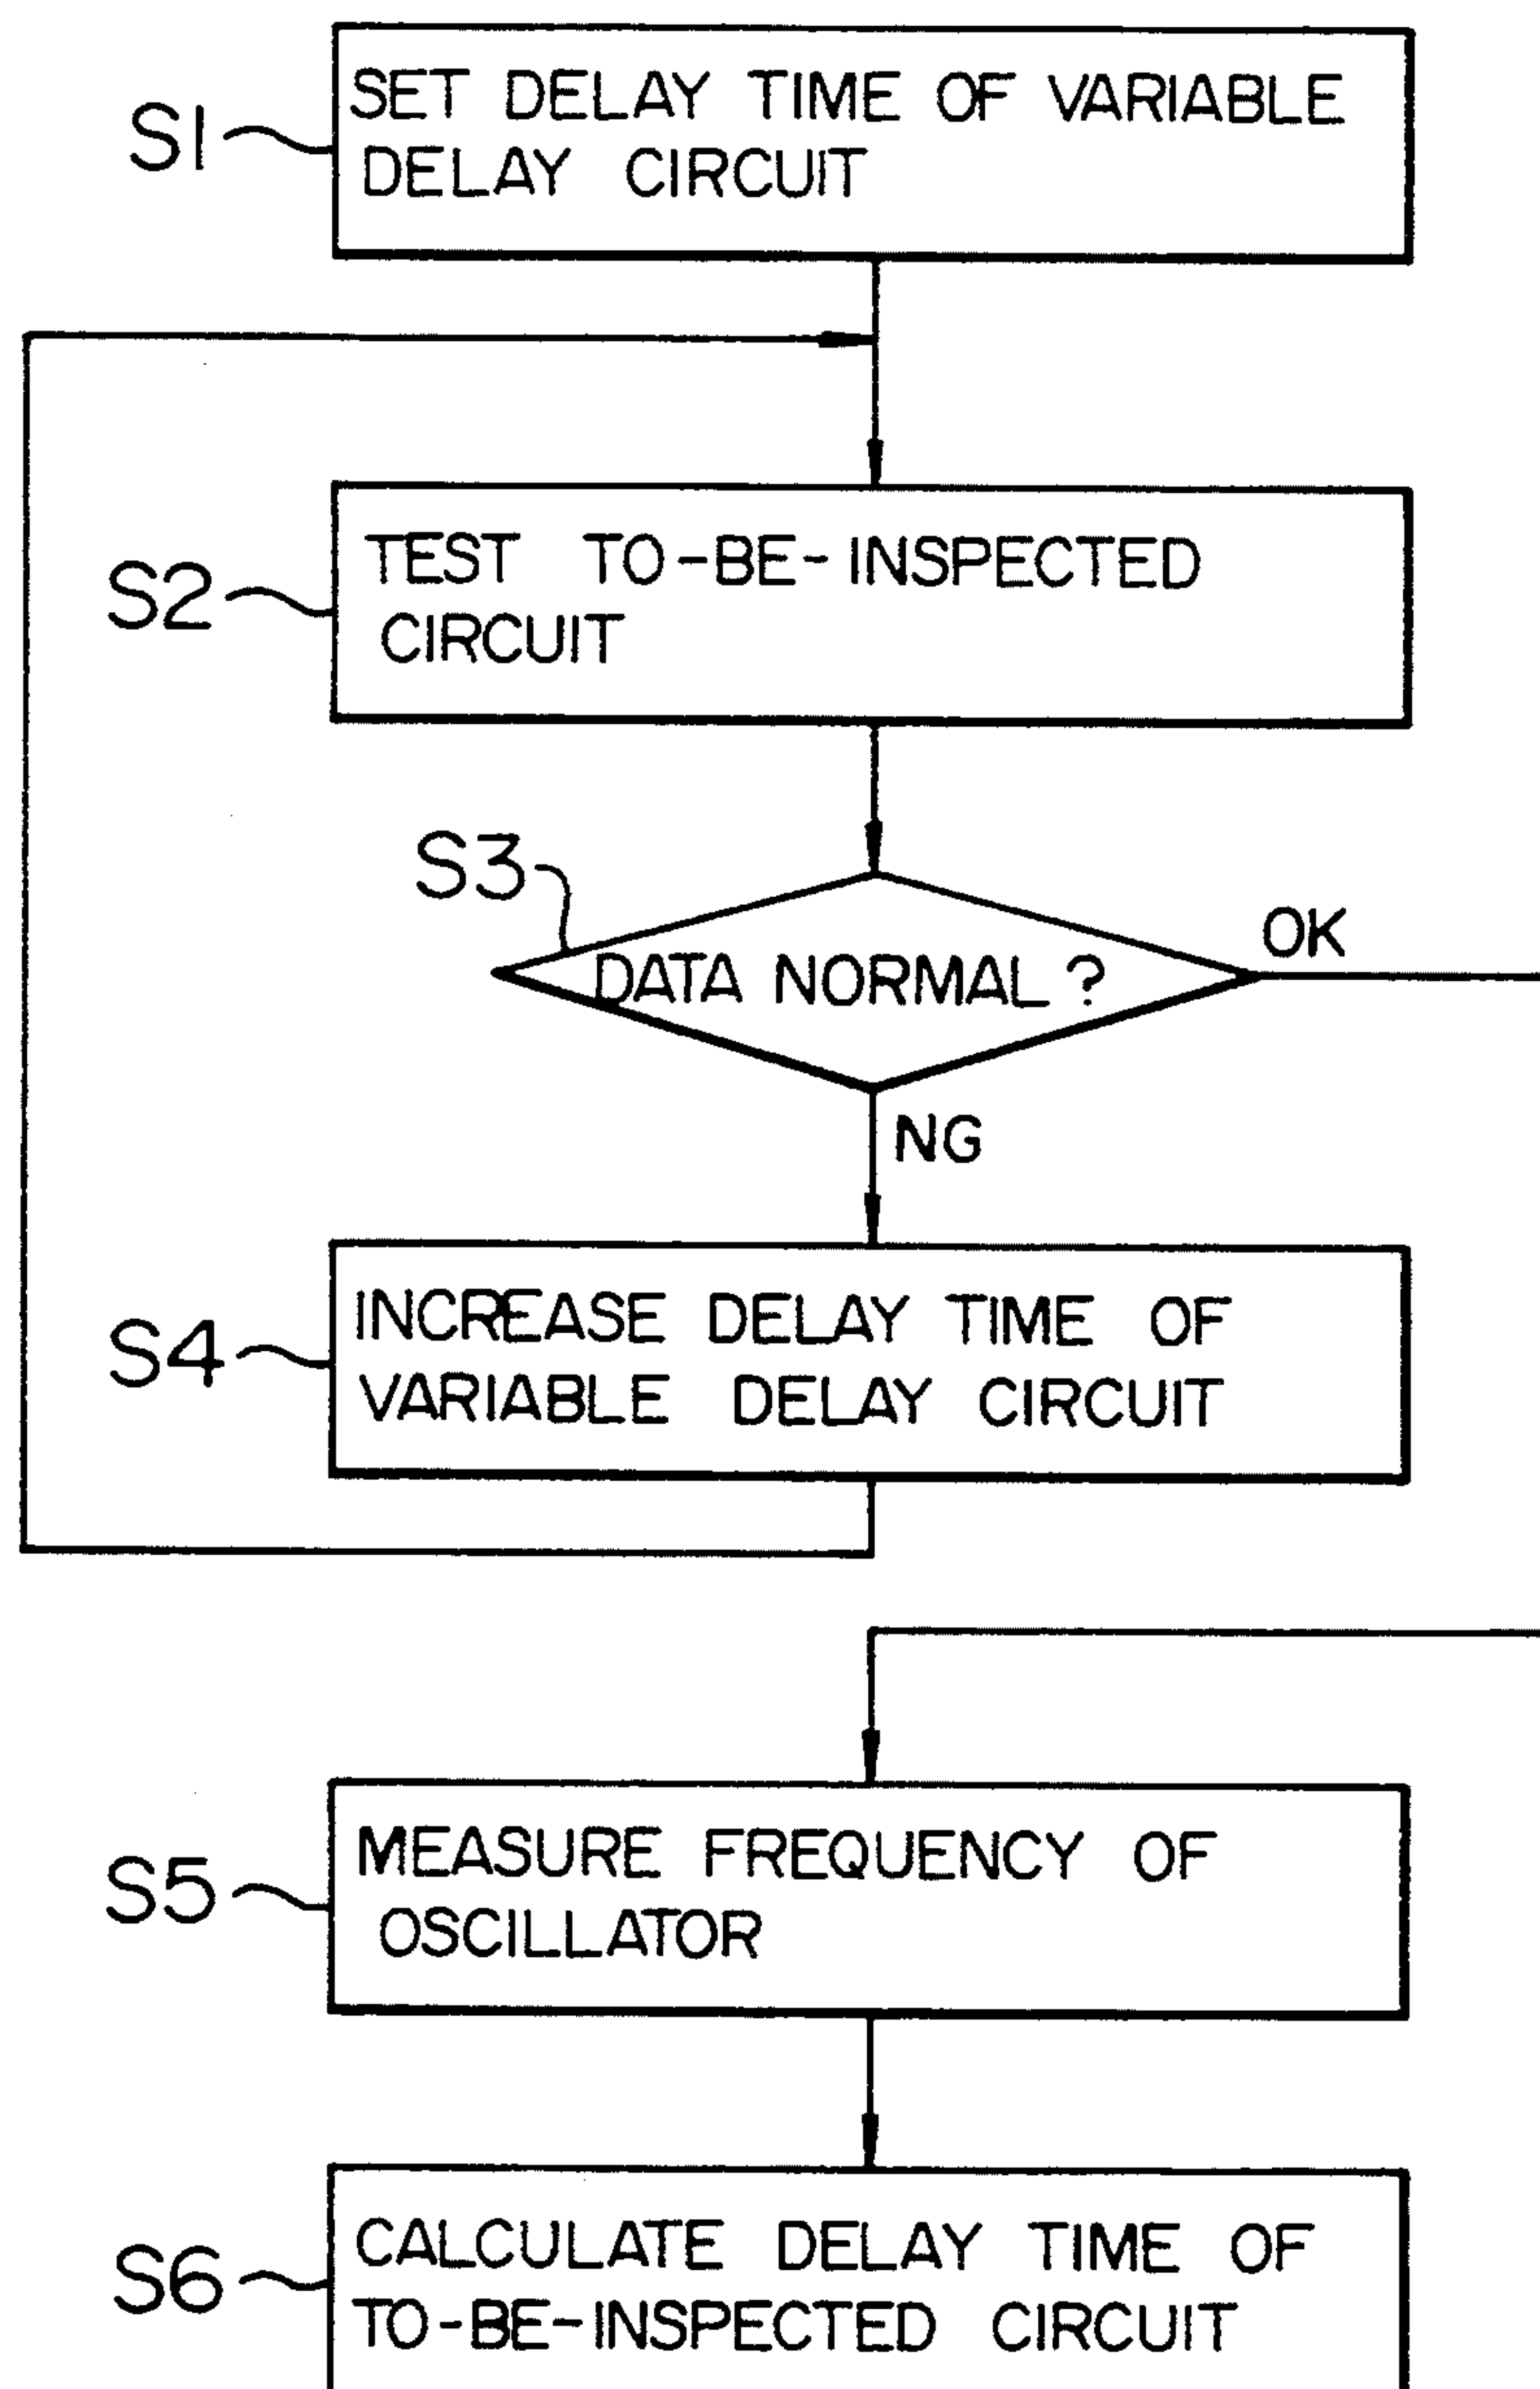 S1
SET DELAY TIME OF VARIABLE
DELAY CIRCUIT
S2
TEST TO-BE-INSPECTED
CIRCUIT
S3
DATA NORMAL?
OK
NG
S4
INCREASE DELAY TIME OF
VARIABLE DELAY CIRCUIT
S5
MEASURE FREQUENCY OF
OSCILLATOR
S6
CALCULATE DELAY TIME OF
TO-BE-INSPECTED CIRCUIT